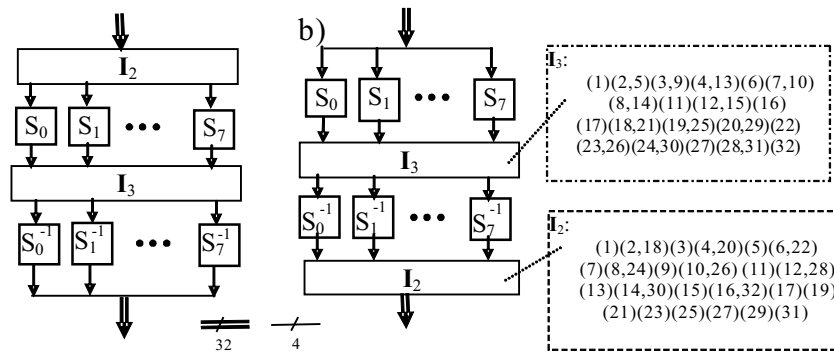 b)
I2
S0 S1 ••• S7
I3
S0-1 S1-1 ••• S7-1
32 4
S0 S1 ••• S7
I3
S0-1 S1-1 ••• S7-1
I2
I3:
(1)(2,5)(3,9)(4,13)(6)(7,10)
(8,14)(11)(12,15)(16)
(17)(18,21)(19,25)(20,29)(22)
(23,26)(24,30)(27)(28,31)(32)
I2:
(1)(2,18)(3)(4,20)(5)(6,22)
(7)(8,24)(9)(10,26) (11)(12,28)
(13)(14,30)(15)(16,32)(17)(19)
(21)(23)(25)(27)(29)(31)